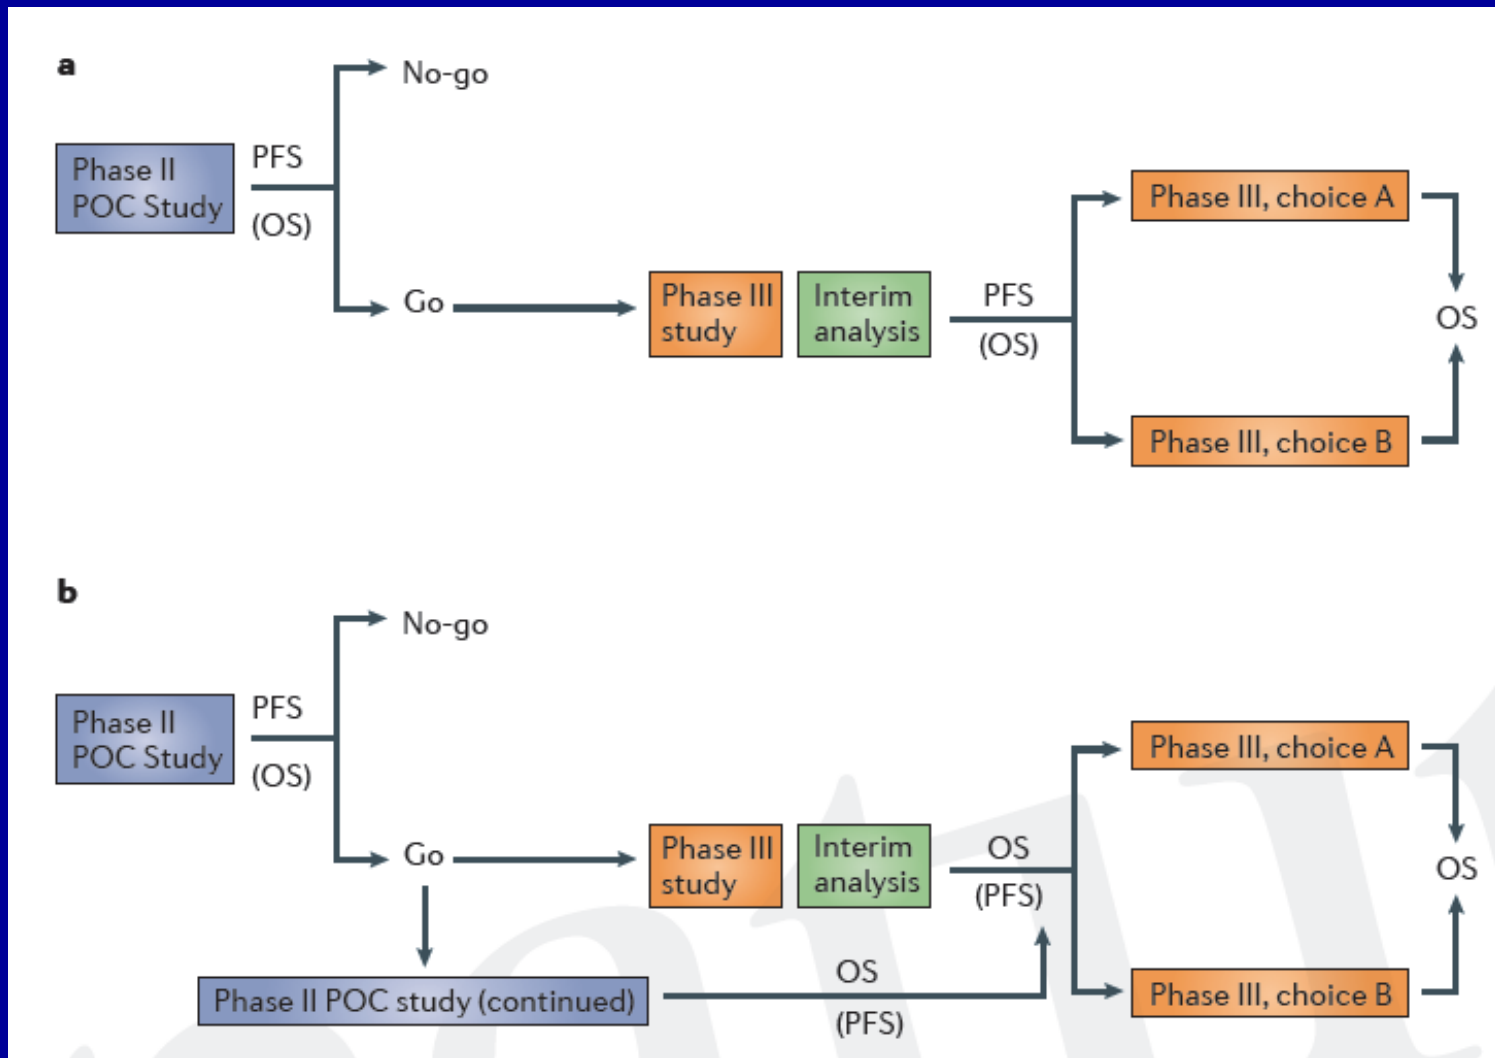 a
No-go
Phase II
POC Study
PFS
(OS)
Go
Phase III
study
Interim
analysis
PFS
(OS)
Phase III, choice A
OS
Phase III, choice B
b
No-go
Phase II
POC Study
PFS
(OS)
Go
Phase III
study
Interim
analysis
OS
(PFS)
Phase III, choice A
OS
Phase III, choice B
Phase II POC study (continued)
OS
(PFS)